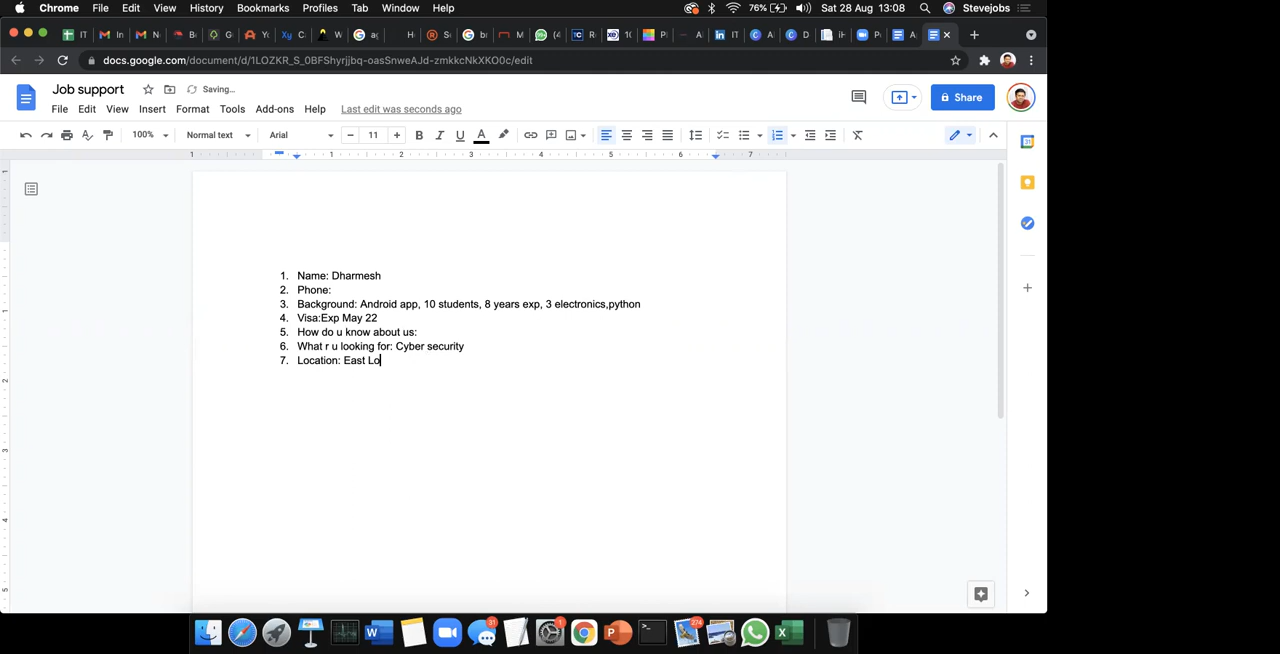 Chrome File Edit View History Bookmarks Profiles Tab Window Help 76% Sat 28 Aug 13:08 Stevejobs
docs.google.com/document/d/1LOZKR_S_0BFShyrjjbq-oasSnweAJd-zmkkcNkXKO0c/edit
Job support Saving...
File Edit View Insert Format Tools Add-ons Help Last edit was seconds ago
Share
100% Normal text Arial 11
1. Name: Dharmesh
2. Phone:
3. Background: Android app, 10 students, 8 years exp, 3 electronics,python
4. Visa:Exp May 22
5. How do u know about us:
6. What r u looking for: Cyber security
7. Location: East Lo